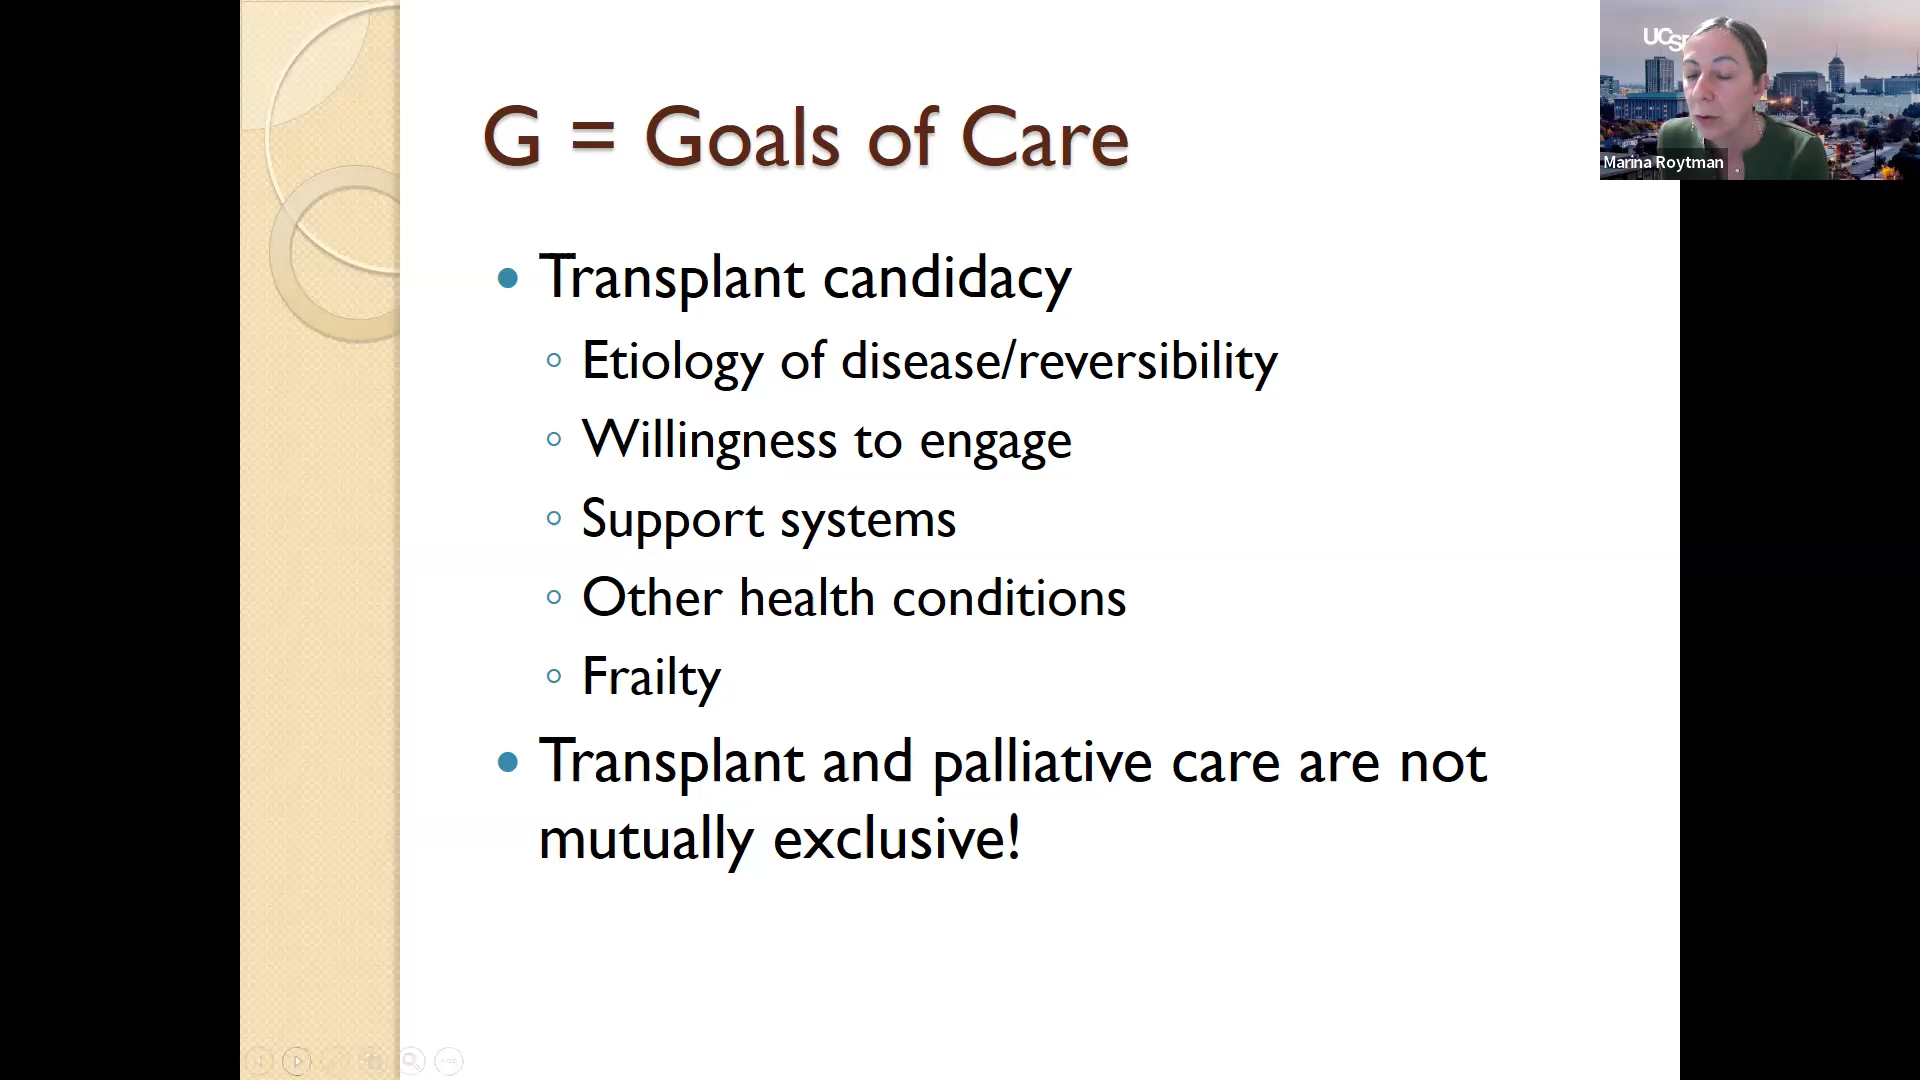 G = Goals of Care
Transplant candidacy
Etiology of disease/reversibility
Willingness to engage
Support systems
Other health conditions
Frailty
Transplant and palliative care are not
mutually exclusive!
Marina Roytman